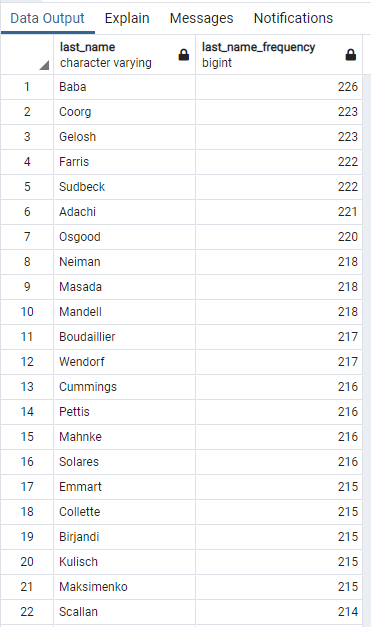 Data Output Explain Messages Notifications
last_name last_name_frequency
character varying bigint
1 Baba 226
2 Coorg 223
3 Gelosh 223
4 Farris 222
5 Sudbeck 222
6 Adachi 221
7 Osgood 220
8 Neiman 218
9 Masada 218
10 Mandell 218
11 Boudaillier 217
12 Wendorf 217
13 Cummings 216
14 Pettis 216
15 Mahnke 216
16 Solares 216
17 Emmart 215
18 Collette 215
19 Birjandi 215
20 Kulisch 215
21 Maksimenko 215
22 Scallan 214